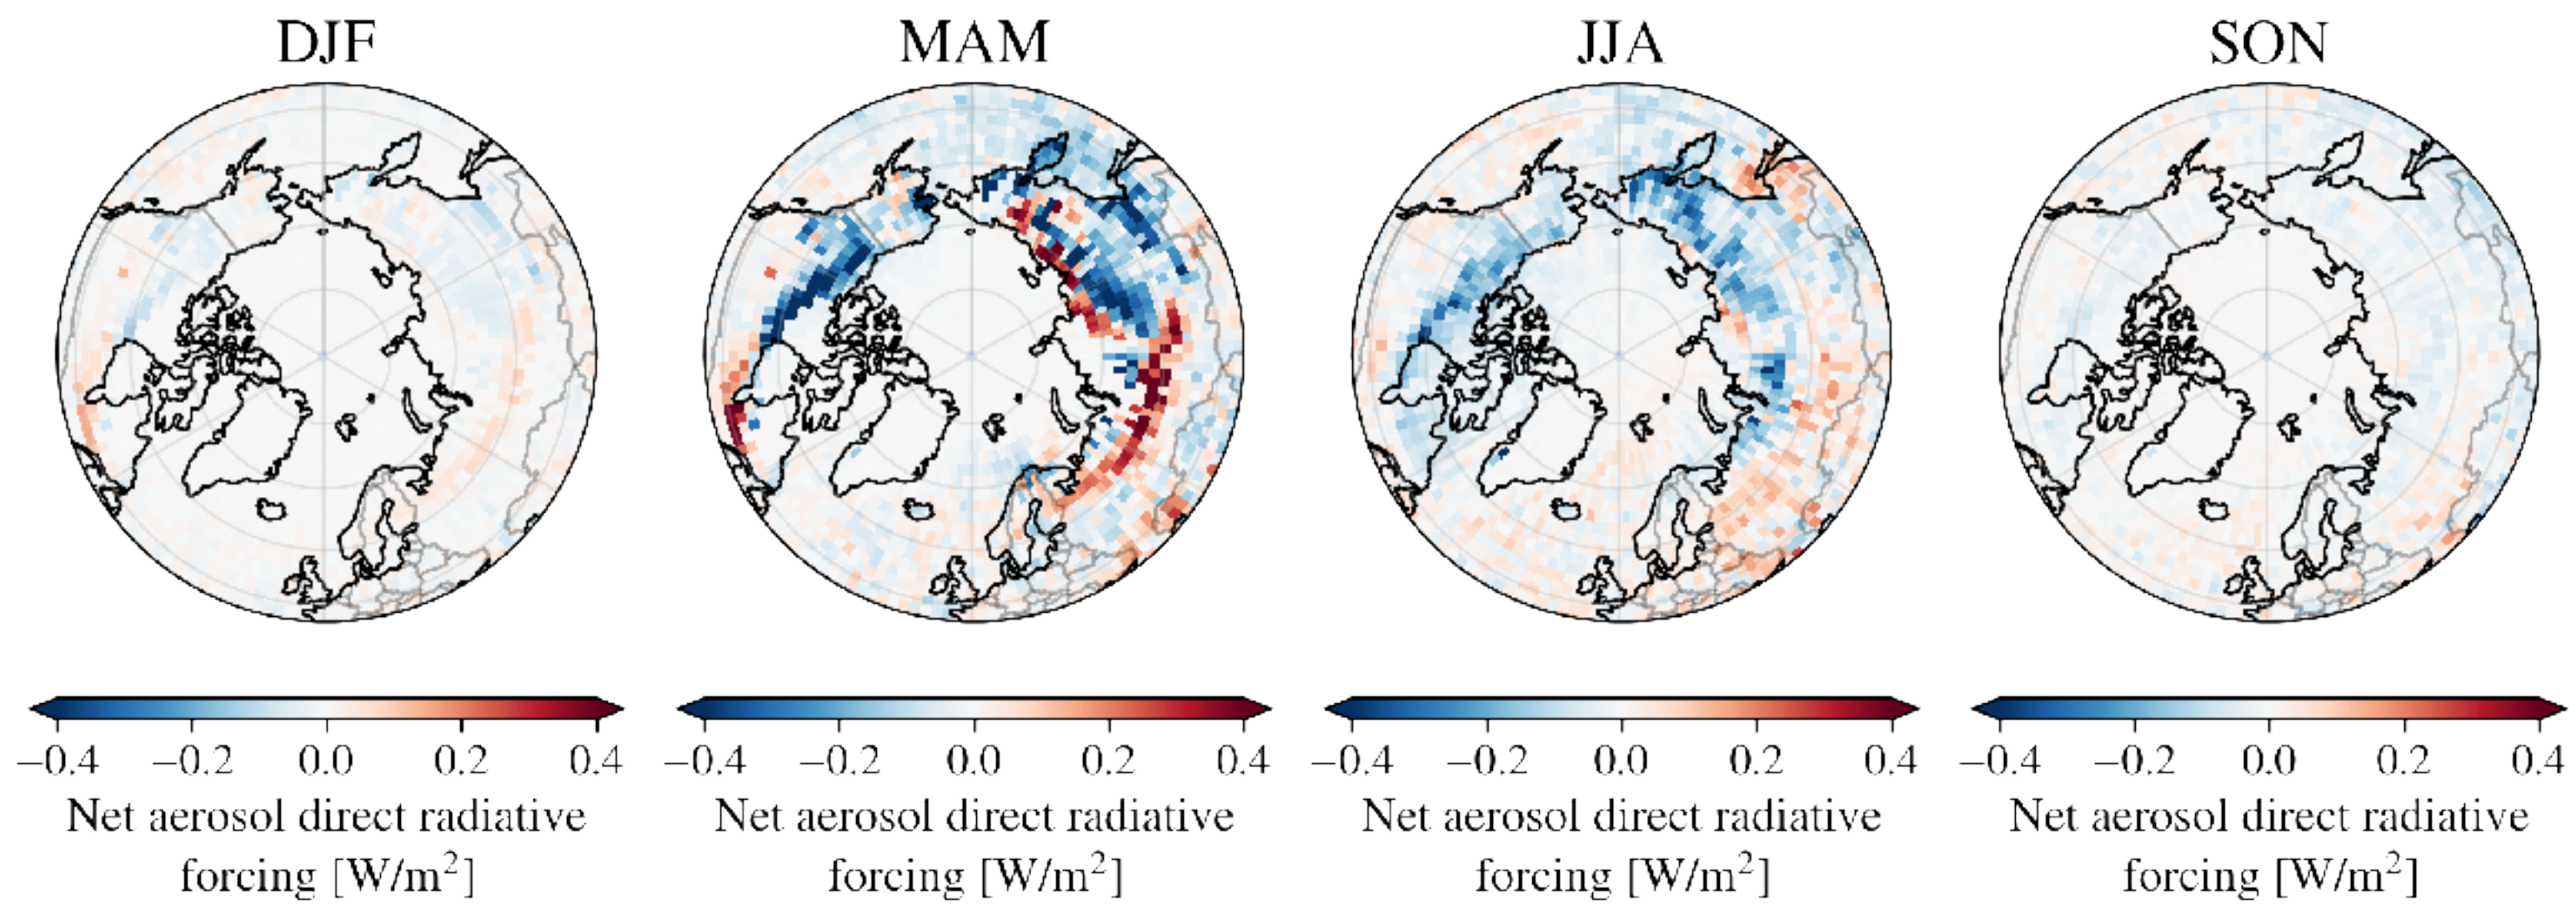 DJF
MAM
JJA
SON
−0.4 −0.2 0.0 0.2 0.4
Net aerosol direct radiative
forcing [W/m²]
−0.4 −0.2 0.0 0.2 0.4
Net aerosol direct radiative
forcing [W/m²]
−0.4 −0.2 0.0 0.2 0.4
Net aerosol direct radiative
forcing [W/m²]
−0.4 −0.2 0.0 0.2 0.4
Net aerosol direct radiative
forcing [W/m²]